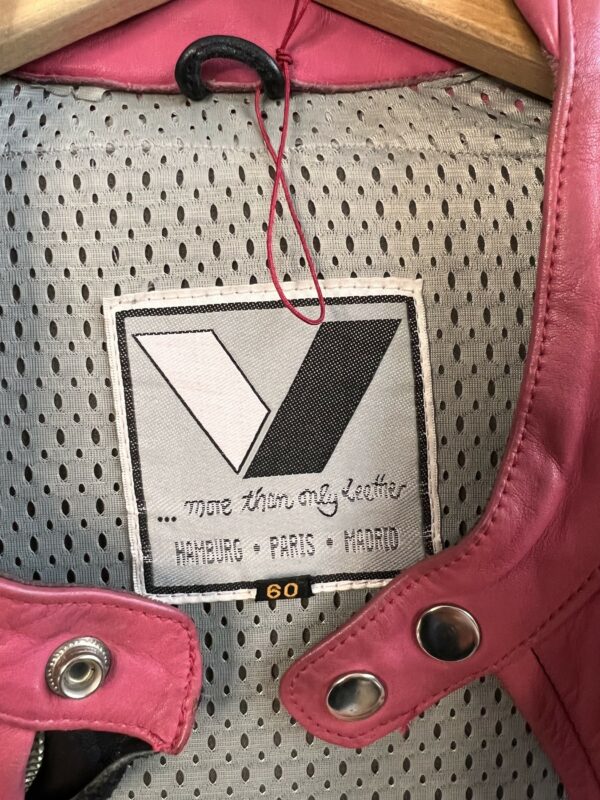 ... more than only Leather
HAMBURG • PARIS • MADRID
60